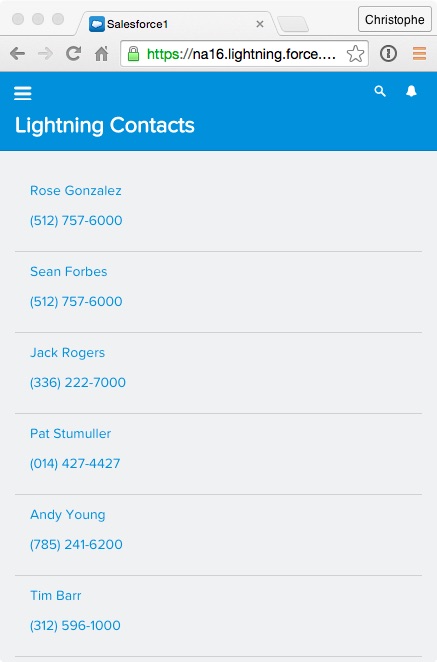 Salesforce1
Christophe
https://na16.lightning.force....
Lightning Contacts
Rose Gonzalez
(512) 757-6000
Sean Forbes
(512) 757-6000
Jack Rogers
(336) 222-7000
Pat Stumuller
(014) 427-4427
Andy Young
(785) 241-6200
Tim Barr
(312) 596-1000